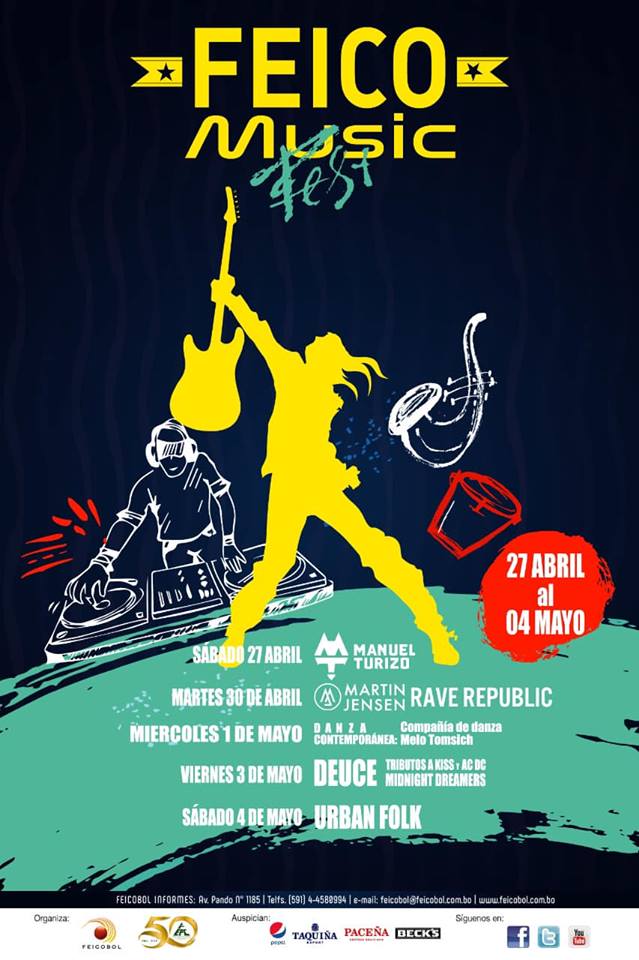 FEICO
Music
Fest
27 ABRIL
al
04 MAYO
SÁBADO 27 ABRIL MANUEL TURIZO
MARTES 30 DE ABRIL MARTIN JENSEN RAVE REPUBLIC
MIERCOLES 1 DE MAYO DANZA CONTEMPORÁNEA: Compañía de danza Melo Tomsich
VIERNES 3 DE MAYO DEUCE TRIBUTOS A KISS Y AC DC MIDNIGHT DREAMERS
SÁBADO 4 DE MAYO URBAN FOLK
FEICOBOL INFORMES: Av. Pando N° 1185 | Telfs. (591) 4-4580994 | e-mail: feicobol@feicobol.com.bo | www.feicobol.com.bo
Organiza: Auspician: Síguenos en:
FEICOBOL 50 pepsi TAQUIÑA EXPORT PACEÑA BECK'S f You Tube